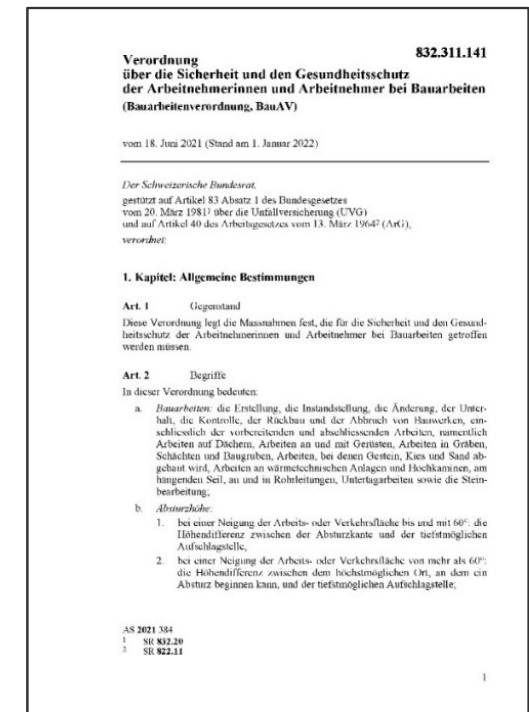 832.311.141
Verordnung
über die Sicherheit und den Gesundheitsschutz
der Arbeitnehmerinnen und Arbeitnehmer bei Bauarbeiten
(Bauarbeitenverordnung, BauAV)
vom 18. Juni 2021 (Stand am 1. Januar 2022)
Der Schweizerische Bundesrat,
gestützt auf Artikel 83 Absatz 1 des Bundesgesetzes
vom 20. März 1981¹ über die Unfallversicherung (UVG)
und auf Artikel 40 des Arbeitsgesetzes vom 13. März 1964² (ArG),
verordnet:
1. Kapitel: Allgemeine Bestimmungen
Art. 1 Gegenstand
Diese Verordnung legt die Massnahmen fest, die für die Sicherheit und den Gesund-
heitsschutz der Arbeitnehmerinnen und Arbeitnehmer bei Bauarbeiten getroffen
werden müssen.
Art. 2 Begriffe
In dieser Verordnung bedeuten:
a. Bauarbeiten: die Erstellung, die Instandstellung, die Änderung, der Unter-
halt, die Kontrolle, der Rückbau und der Abbruch von Bauwerken, ein-
schliesslich der vorbereitenden und abschliessenden Arbeiten, namentlich
Arbeiten auf Dächern, Arbeiten an und mit Gerüsten, Arbeiten in Gräben,
Schächten und Baugruben, Arbeiten, bei denen Gestein, Kies und Sand ab-
gebaut wird, Arbeiten an wärmetechnischen Anlagen und Hochkaminen, am
hängenden Seil, an und in Rohrleitungen, Untertagarbeiten sowie die Stein-
bearbeitung;
b. Absturzhöhe:
1. bei einer Neigung der Arbeits- oder Verkehrsfläche bis und mit 60°: die
Höhendifferenz zwischen der Absturzkante und der tiefstmöglichen
Aufschlagstelle,
2. bei einer Neigung der Arbeits- oder Verkehrsfläche von mehr als 60°:
die Höhendifferenz zwischen dem höchstmöglichen Ort, an dem ein
Absturz beginnen kann, und der tiefstmöglichen Aufschlagstelle;
AS 2021 384
1 SR 832.20
2 SR 822.11
1